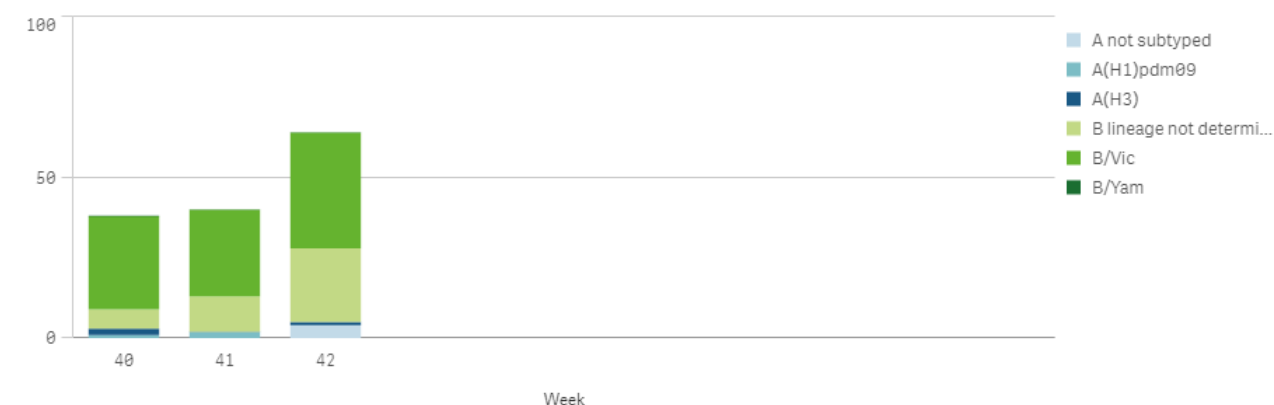 100
50
0
40 41 42
Week
A not subtyped
A(H1)pdm09
A(H3)
B lineage not determi...
B/Vic
B/Yam